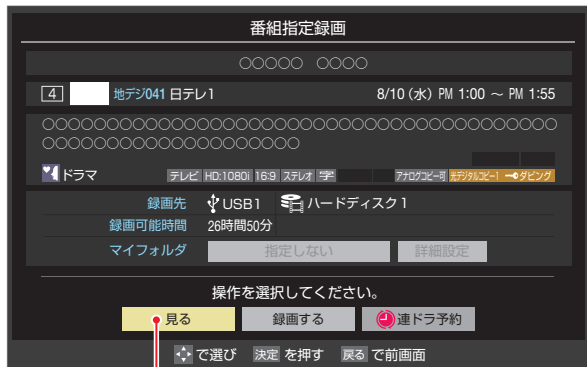 番組指定録画
○○○○○ ○○○○
4 地デジ041 日テレ1 8/10(水) PM 1:00 ～ PM 1:55
○○○○○○○○○○○○○○○○○○○○○○○○○○○○○○○○○○○○
○○○○○○○○○○○○○○○○○○
ドラマ テレビ HD:1080i 16:9 ステレオ 字 アナログコピー可 光デジタルコピー1 ダビング
録画先 USB1 ハードディスク1
録画可能時間 26時間50分
マイフォルダ 指定しない 詳細設定
操作を選択してください。
見る 録画する 連ドラ予約
で選び 決定 を押す 戻る で前画面